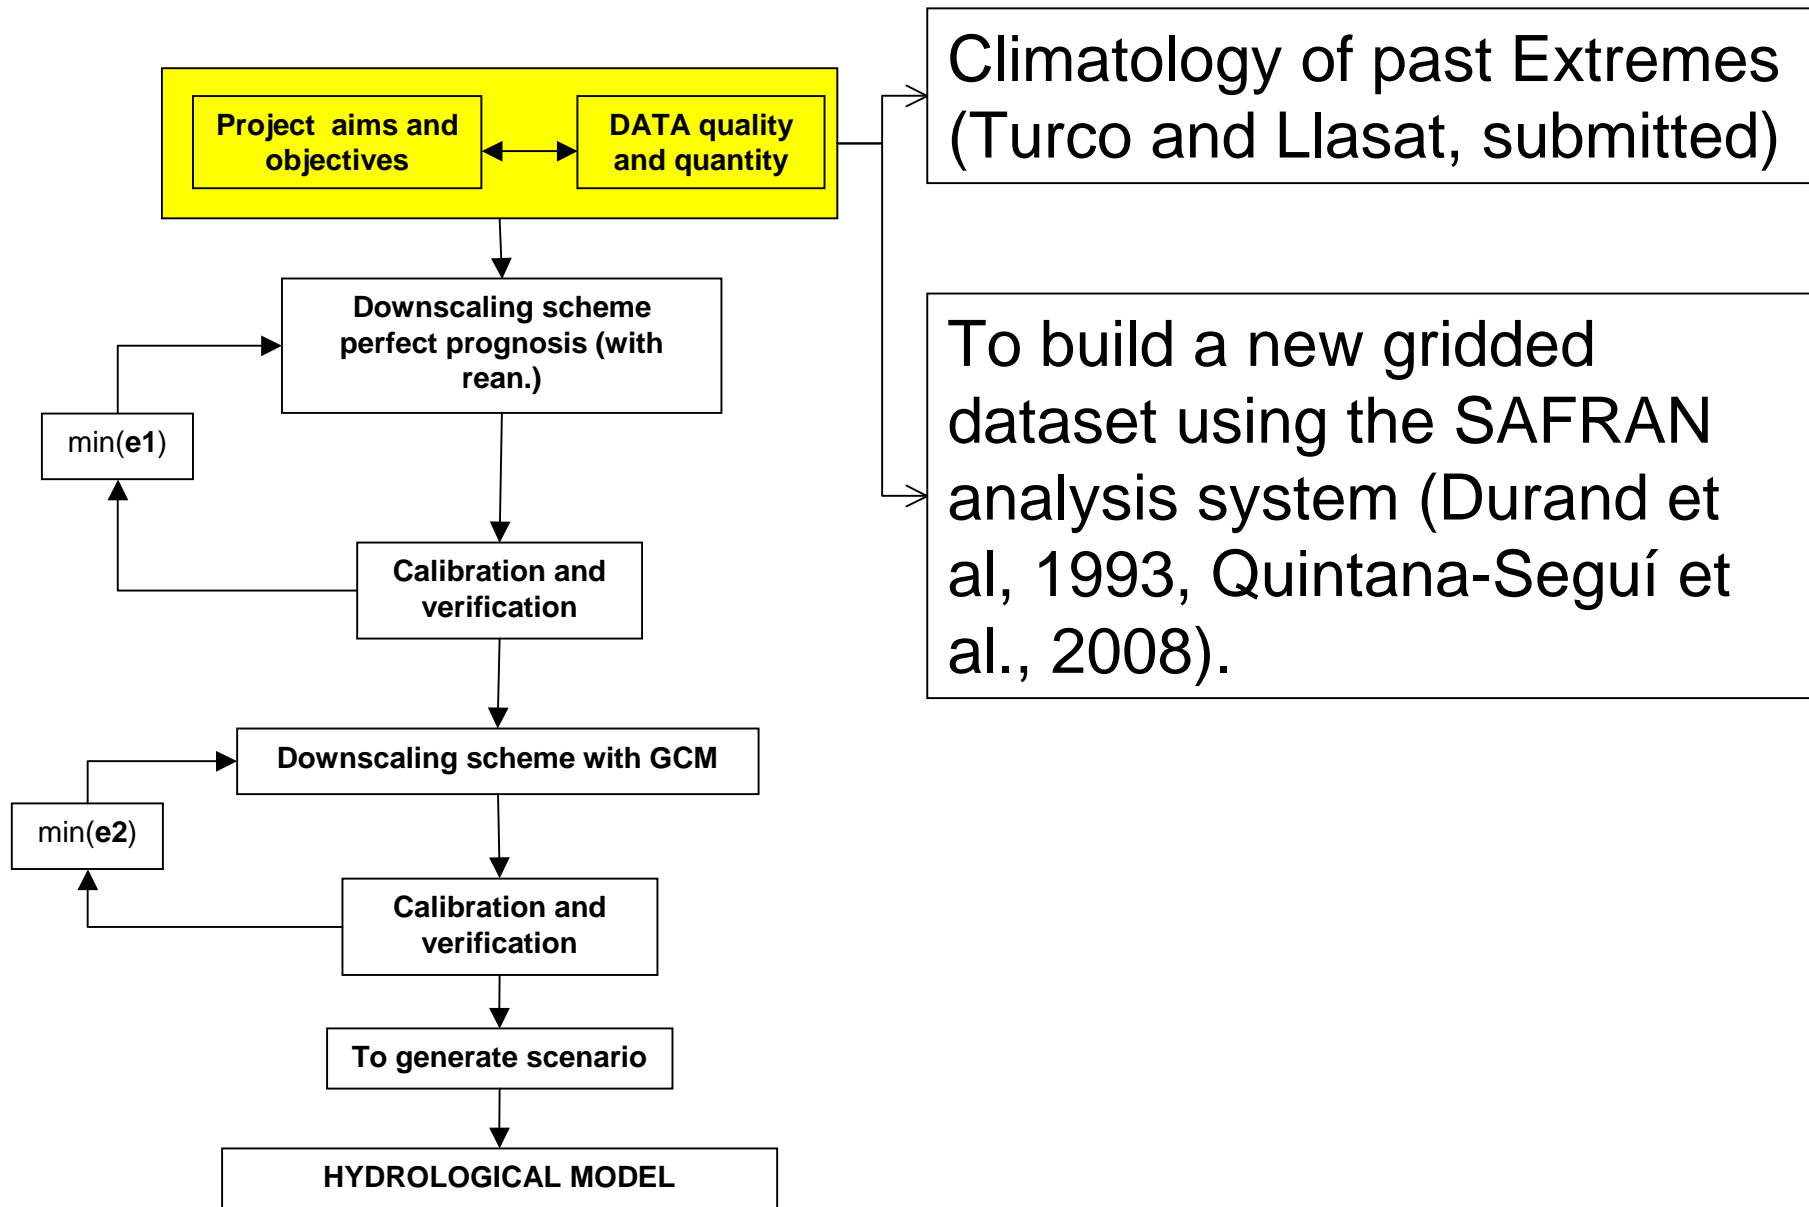 Project aims and
objectives
DATA quality
and quantity
Climatology of past Extremes
(Turco and Llasat, submitted)
Downscaling scheme
perfect prognosis (with
rean.)
To build a new gridded
dataset using the SAFRAN
analysis system (Durand et
al, 1993, Quintana-Seguí et
al., 2008).
min(e1)
Calibration and
verification
Downscaling scheme with GCM
min(e2)
Calibration and
verification
To generate scenario
HYDROLOGICAL MODEL